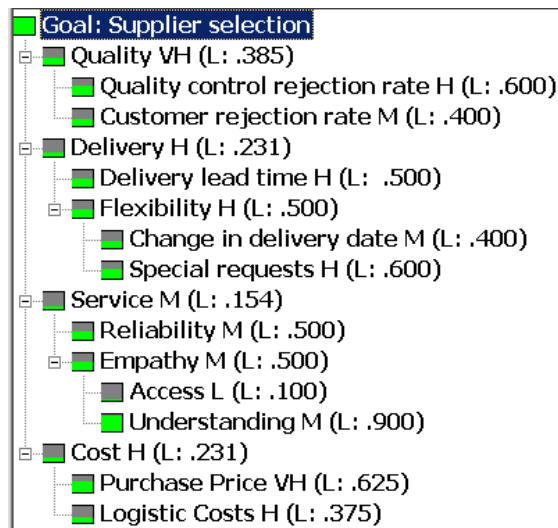 Goal: Supplier selection
Quality VH (L: .385)
Quality control rejection rate H (L: .600)
Customer rejection rate M (L: .400)
Delivery H (L: .231)
Delivery lead time H (L: .500)
Flexibility H (L: .500)
Change in delivery date M (L: .400)
Special requests H (L: .600)
Service M (L: .154)
Reliability M (L: .500)
Empathy M (L: .500)
Access L (L: .100)
Understanding M (L: .900)
Cost H (L: .231)
Purchase Price VH (L: .625)
Logistic Costs H (L: .375)